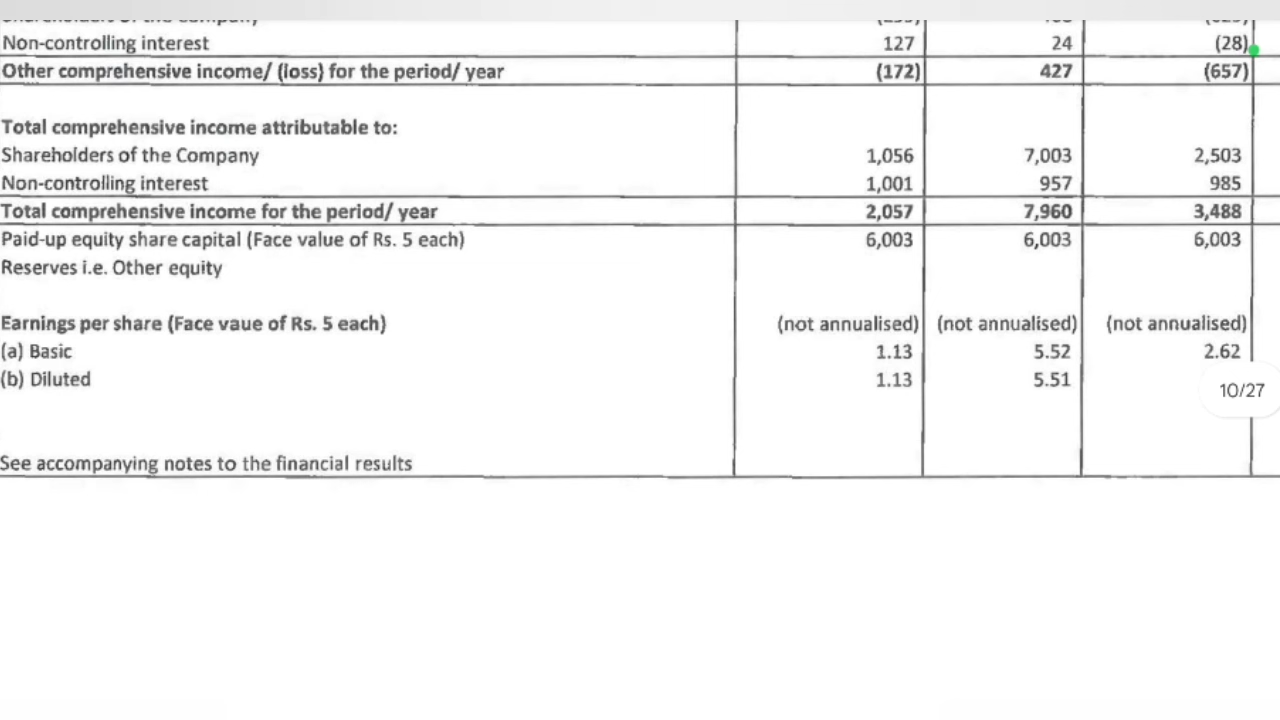 Non-controlling interest 127 24 (28)
Other comprehensive income/ (loss) for the period/ year (172) 427 (657)
Total comprehensive income attributable to:
Shareholders of the Company 1,056 7,003 2,503
Non-controlling interest 1,001 957 985
Total comprehensive income for the period/ year 2,057 7,960 3,488
Paid-up equity share capital (Face value of Rs. 5 each) 6,003 6,003 6,003
Reserves i.e. Other equity
Earnings per share (Face vaue of Rs. 5 each) (not annualised) (not annualised) (not annualised)
(a) Basic 1.13 5.52 2.62
(b) Diluted 1.13 5.51
10/27
See accompanying notes to the financial results